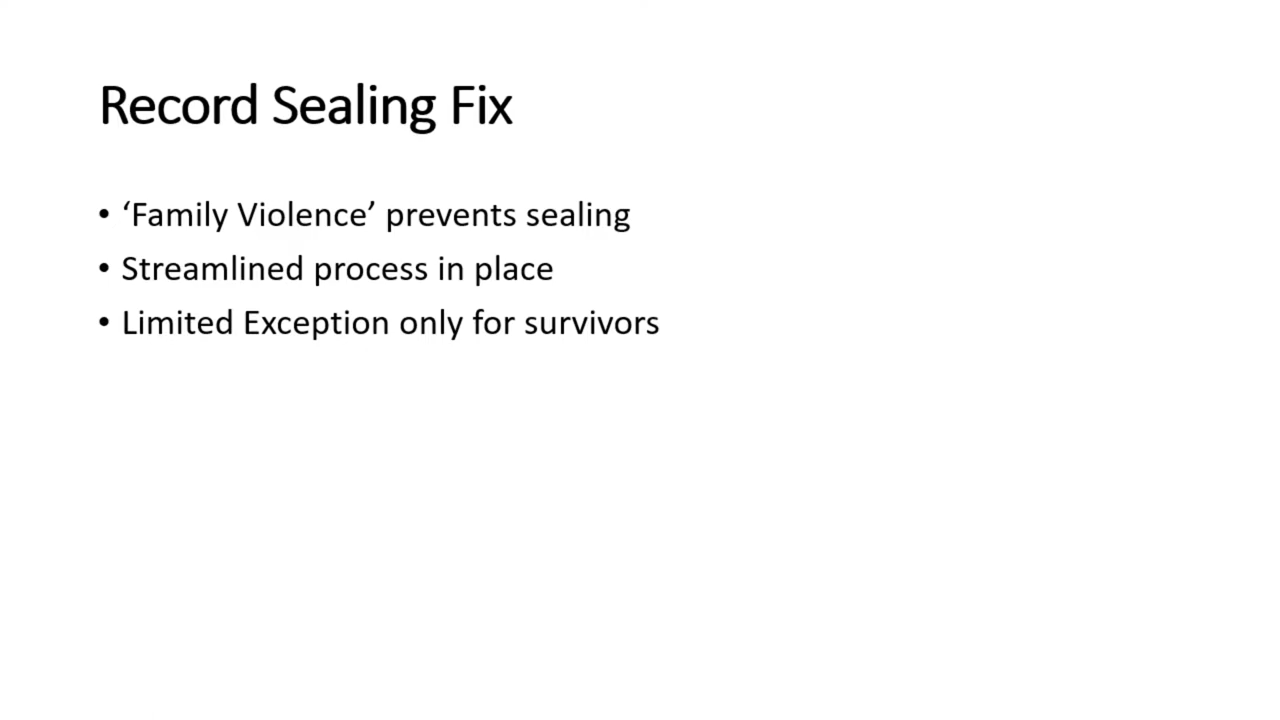 Record Sealing Fix
• ‘Family Violence’ prevents sealing
• Streamlined process in place
• Limited Exception only for survivors